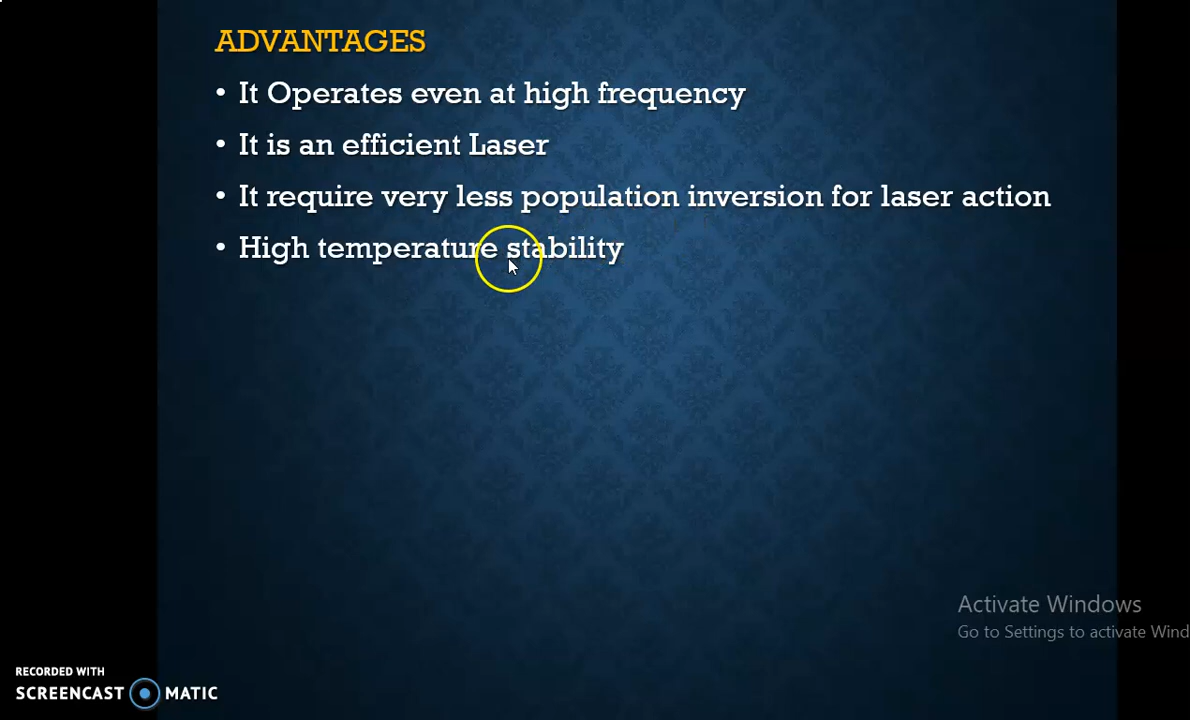 ADVANTAGES
• It Operates even at high frequency
• It is an efficient Laser
• It require very less population inversion for laser action
• High temperature stability
Activate Windows
Go to Settings to activate Wind
RECORDED WITH
SCREENCAST MATIC